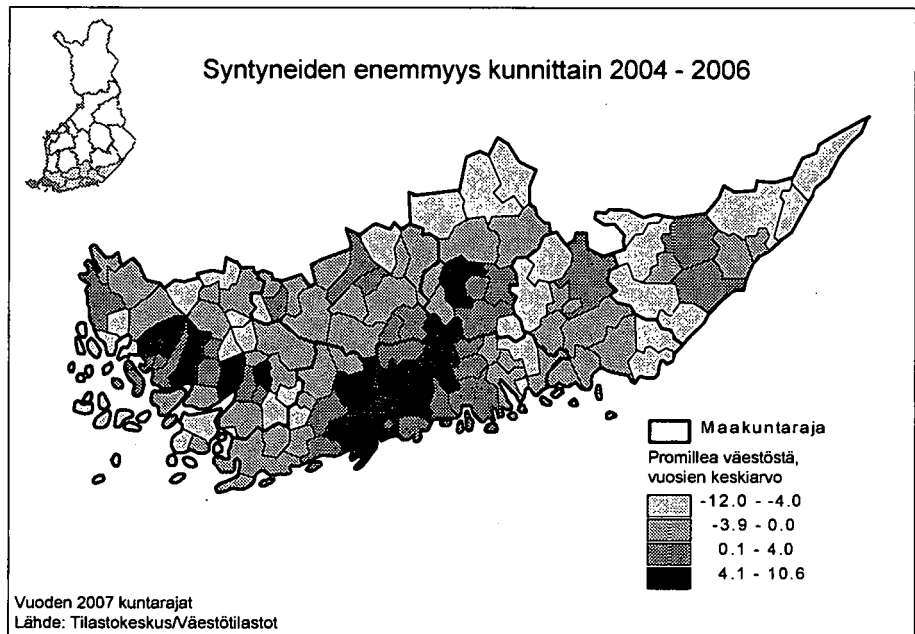 Syntyneiden enemmyys kunnittain 2004 - 2006
Maakuntaraja
Promillea väestöstä,
vuosien keskiarvo
-12.0 - -4.0
-3.9 - 0.0
0.1 - 4.0
4.1 - 10.6
Vuoden 2007 kuntarajat
Lähde: Tilastokeskus/Väestötilastot